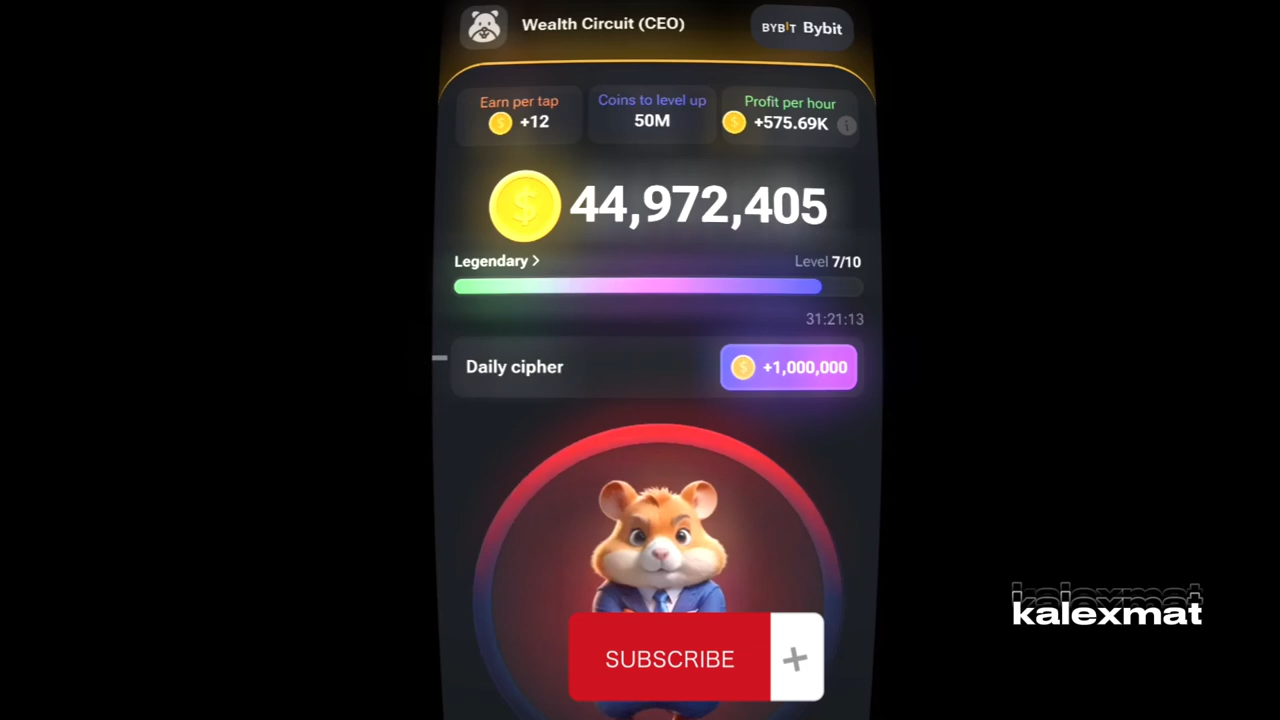 Wealth Circuit (CEO)
BYBIT Bybit
Earn per tap
+12
Coins to level up
50M
Profit per hour
+575.69K
44,972,405
Legendary >
Level 7/10
31:21:13
Daily cipher
+1,000,000
SUBSCRIBE +
kalexmat
kalexmat